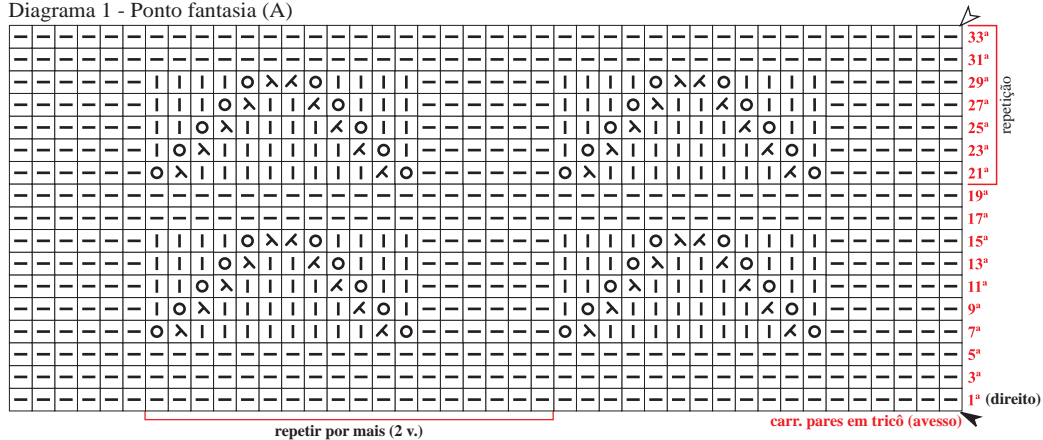 Diagrama 1 - Ponto fantasia (A)
33ª
31ª
29ª
27ª
25ª
23ª
21ª
repetição
19ª
17ª
15ª
13ª
11ª
9ª
7ª
5ª
3ª
1ª (direito)
carr. pares em tricô (avesso)
repetir por mais (2 v.)